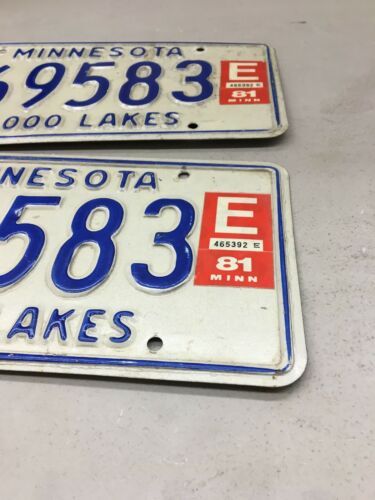 MINNESOTA
69583
E
465392 E
81
MINN
000 LAKES
NESOTA
583
E
465392 E
81
MINN
AKES